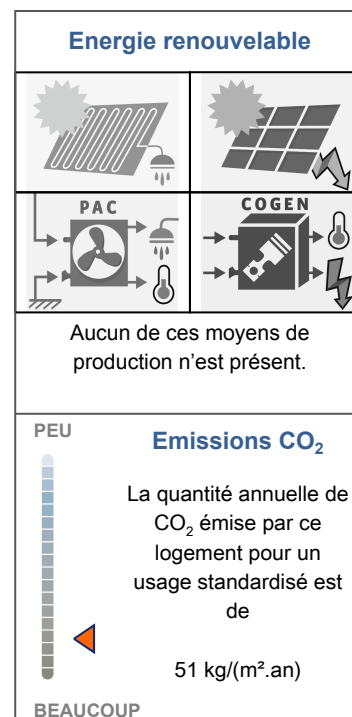 Energie renouvelable
PAC
COGEN
Aucun de ces moyens de
production n'est présent.
PEU
Emissions CO₂
La quantité annuelle de
CO₂ émise par ce
logement pour un
usage standardisé est
de
51 kg/(m².an)
BEAUCOUP